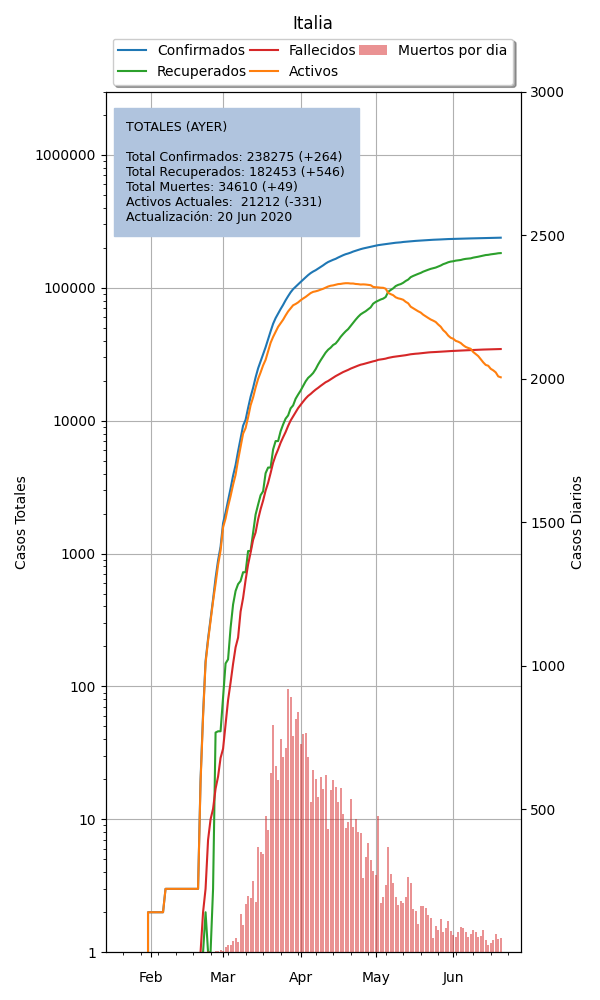 Italia
Confirmados Fallecidos Muertos por dia
Recuperados Activos
TOTALES (AYER)
Total Confirmados: 238275 (+264)
Total Recuperados: 182453 (+546)
Total Muertes: 34610 (+49)
Activos Actuales:  21212 (-331)
Actualización: 20 Jun 2020
Casos Totales
1000000
100000
10000
1000
100
10
1
3000
2500
2000
1500
1000
500
Casos Diarios
Feb Mar Apr May Jun